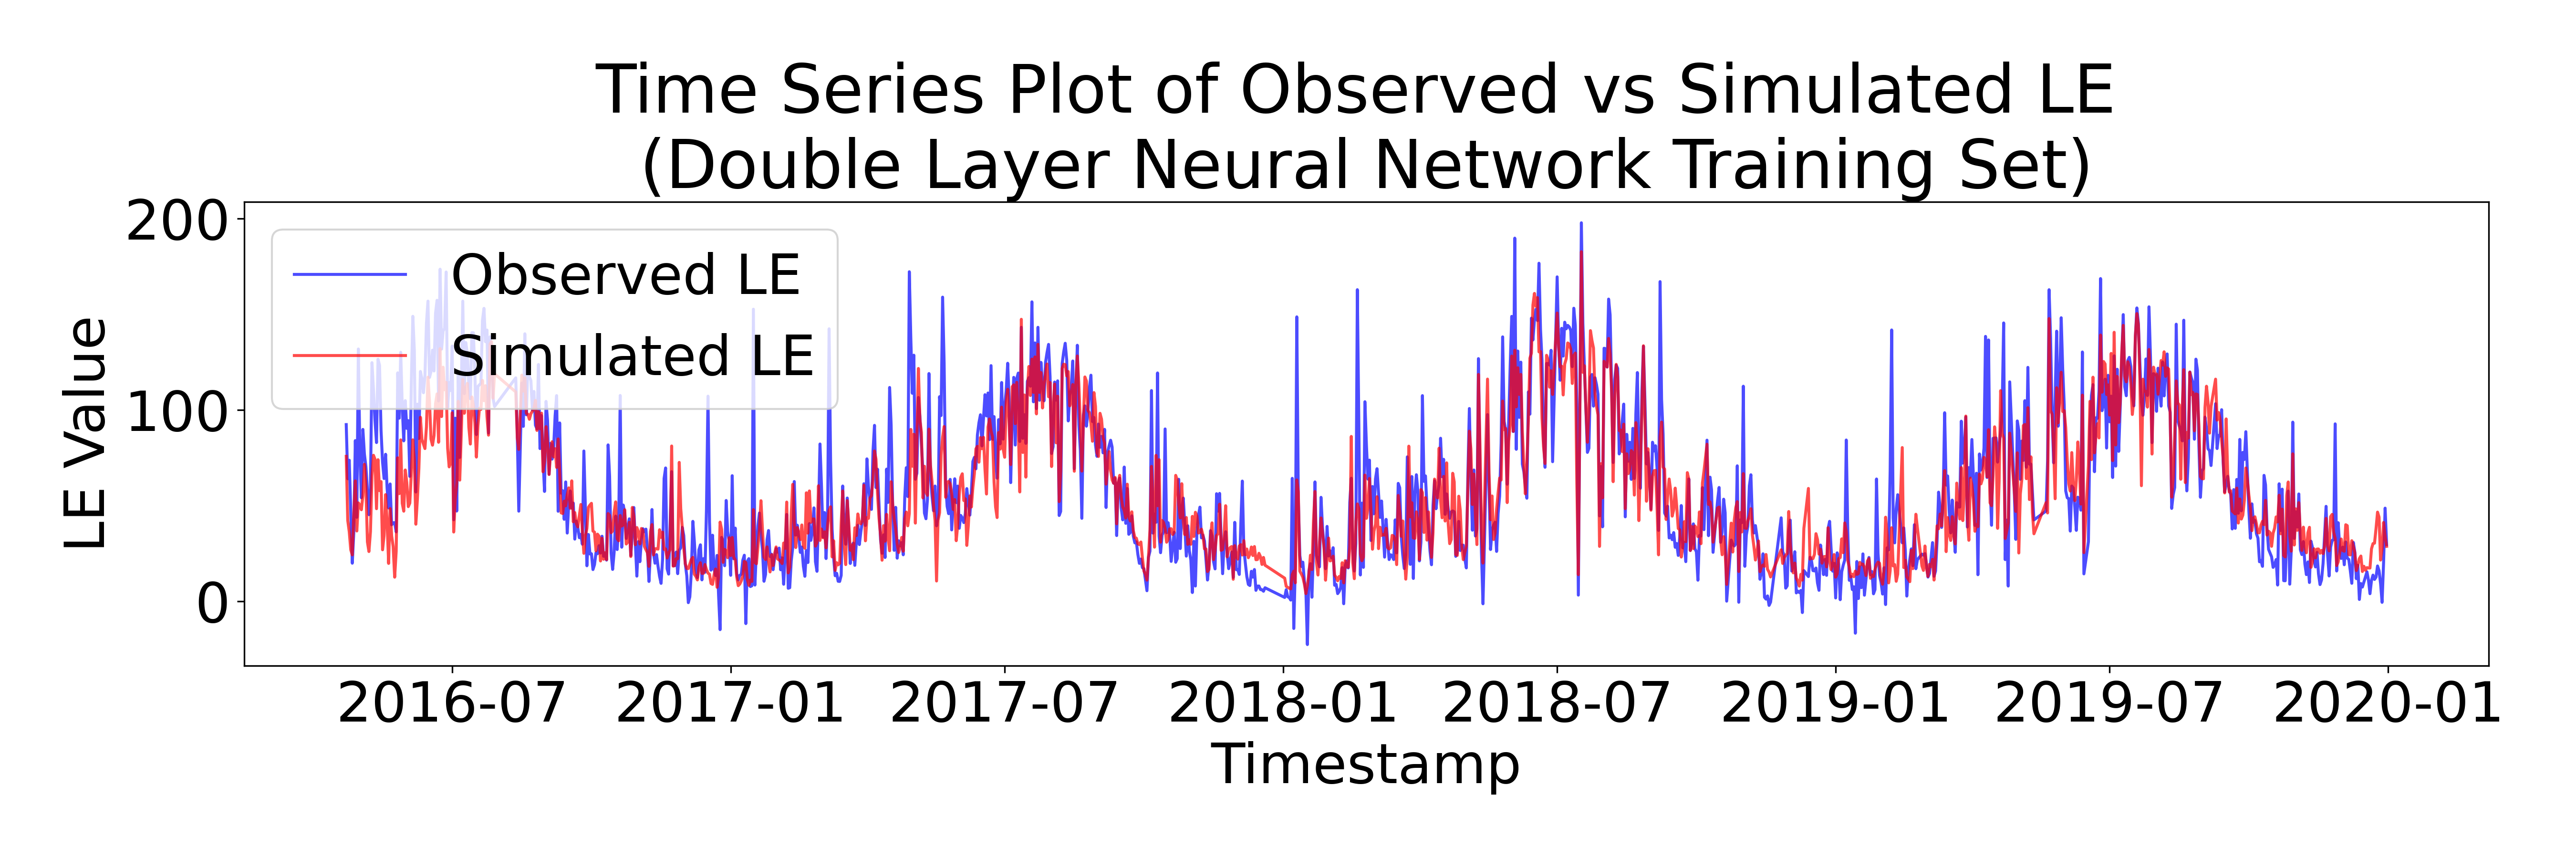 Time Series Plot of Observed vs Simulated LE
(Double Layer Neural Network Training Set)
200
100
0
LE Value
Observed LE
Simulated LE
2016-07 2017-01 2017-07 2018-01 2018-07 2019-01 2019-07 2020-01
Timestamp